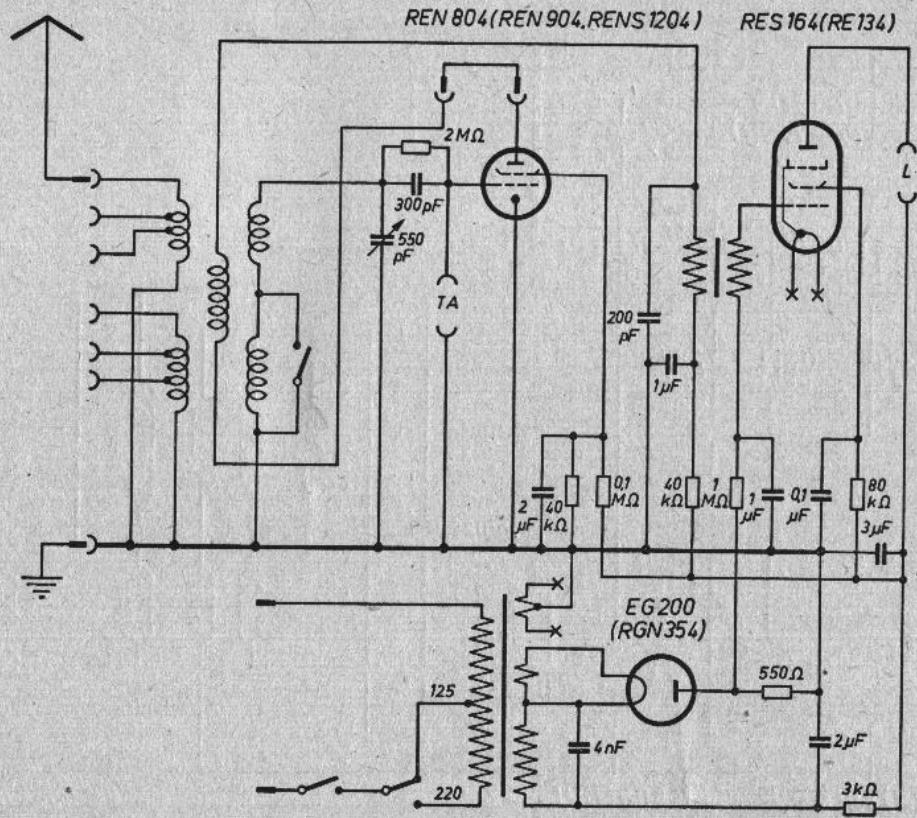 REN 804 (REN 904, RENS 1204)
RES 164 (RE 134)
2 MΩ
300 pF
550
pF
TA
L
200
pF
1 µF
2
µF
40
kΩ
0,1
MΩ
40
kΩ
1
MΩ
1
µF
0,1
µF
80
kΩ
3 µF
EG 200
(RGN 354)
125
220
4 nF
550 Ω
2 µF
3 kΩ